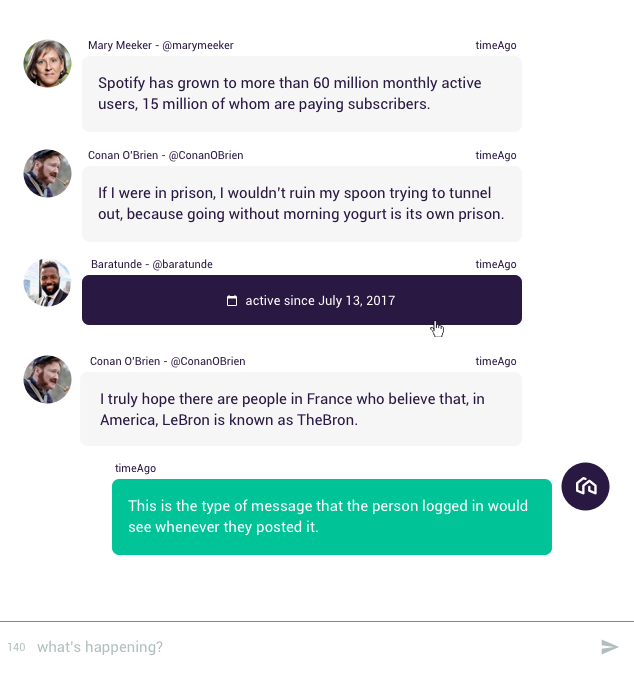 Mary Meeker - @marymeeker timeAgo
Spotify has grown to more than 60 million monthly active
users, 15 million of whom are paying subscribers.
Conan O'Brien - @ConanOBrien timeAgo
If I were in prison, I wouldn't ruin my spoon trying to tunnel
out, because going without morning yogurt is its own prison.
Baratunde - @baratunde timeAgo
active since July 13, 2017
Conan O'Brien - @ConanOBrien timeAgo
I truly hope there are people in France who believe that, in
America, LeBron is known as TheBron.
timeAgo
This is the type of message that the person logged in would
see whenever they posted it.
140 what's happening?